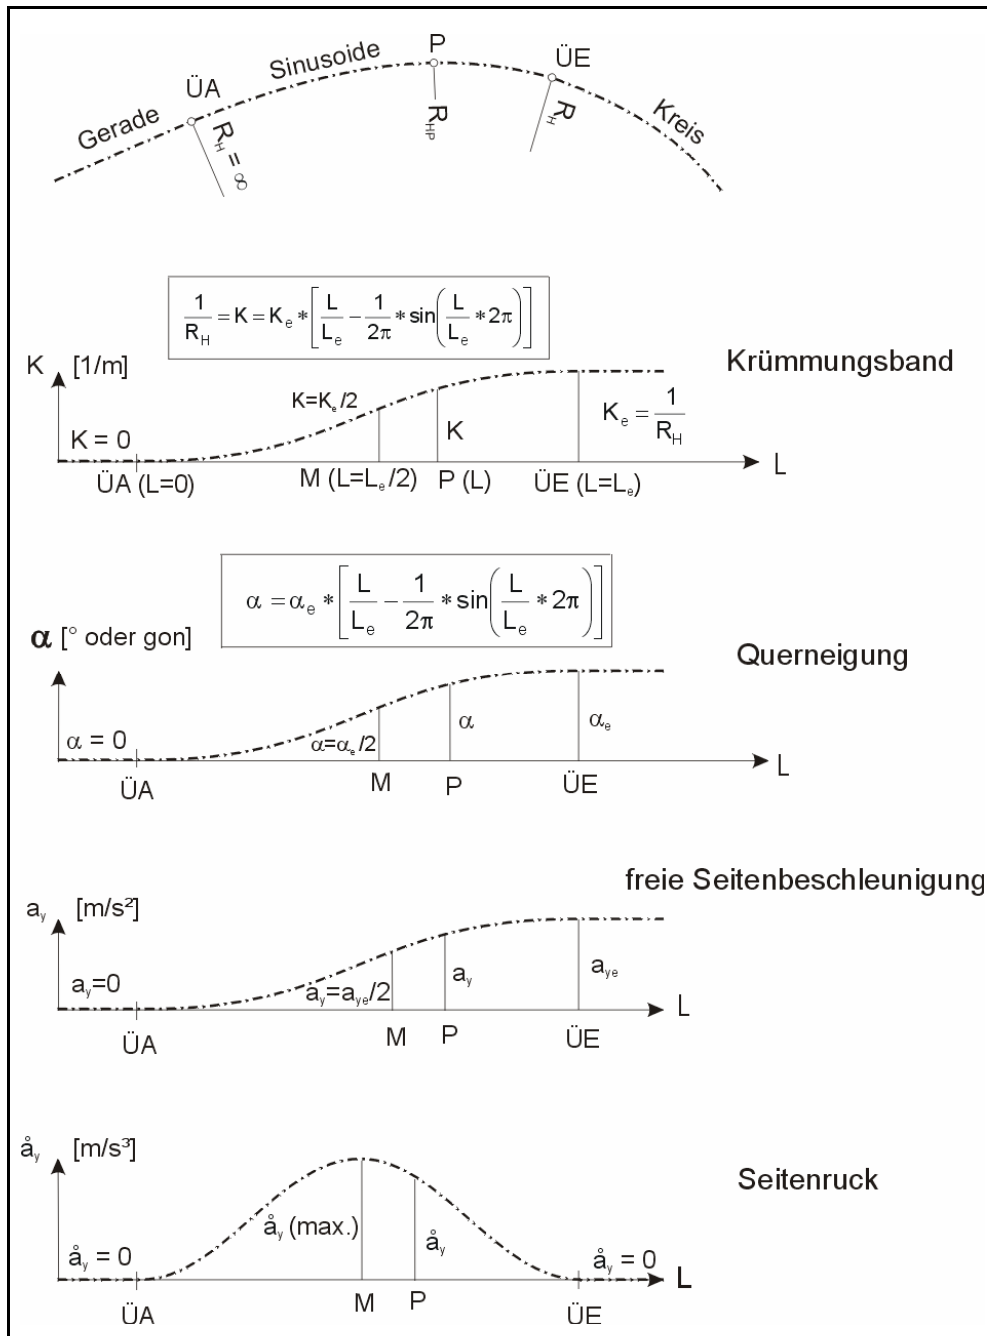 P
ÜE
Sinusoide
ÜA
Gerade
Kreis
R_H = ∞
R_HP
R_H
1/R_H = K = K_e * [L/L_e - 1/2π * sin(L/L_e * 2π)]
K [1/m]
Krümmungsband
K=K_e/2
K_e = 1/R_H
K = 0
K
L
ÜA (L=0)
M (L=L_e/2)
P (L)
ÜE (L=L_e)
α = α_e * [L/L_e - 1/2π * sin(L/L_e * 2π)]
α [° oder gon]
Querneigung
α = 0
α=α_e/2
α
α_e
L
ÜA
M
P
ÜE
freie Seitenbeschleunigung
a_y [m/s²]
a_y=0
a_y=a_ye/2
a_y
a_ye
L
ÜA
M
P
ÜE
å_y [m/s³]
Seitenruck
å_y (max.)
å_y
å_y = 0
å_y = 0
L
ÜA
M
P
ÜE